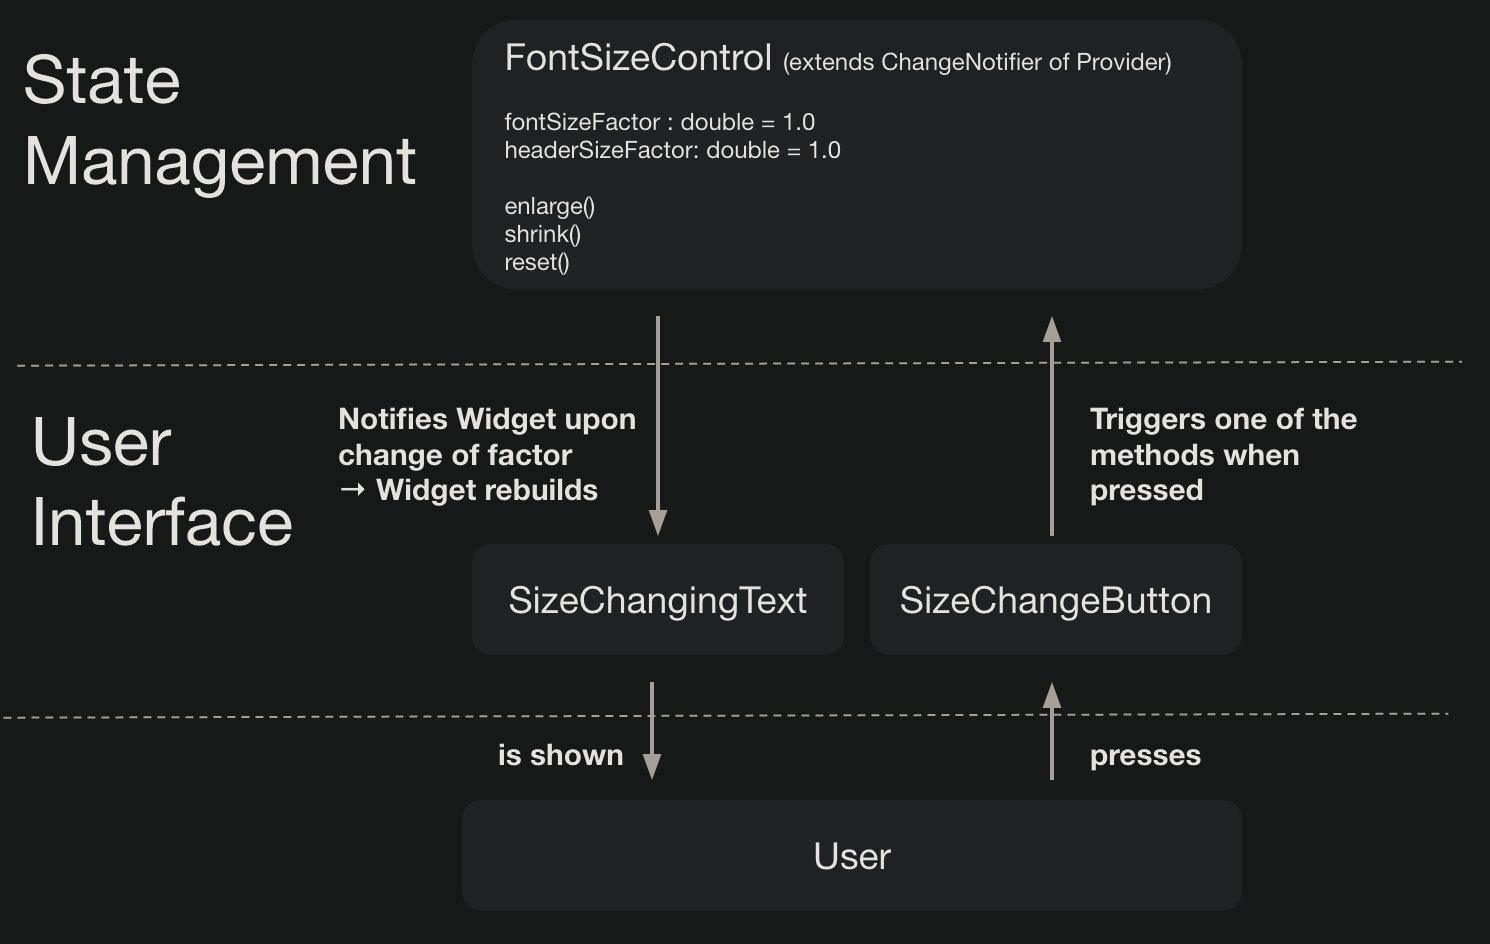 State
Management
FontSizeControl (extends ChangeNotifier of Provider)
fontSizeFactor : double = 1.0
headerSizeFactor: double = 1.0
enlarge()
shrink()
reset()
User
Interface
Notifies Widget upon
change of factor
→ Widget rebuilds
Triggers one of the
methods when
pressed
SizeChangingText
SizeChangeButton
is shown
presses
User